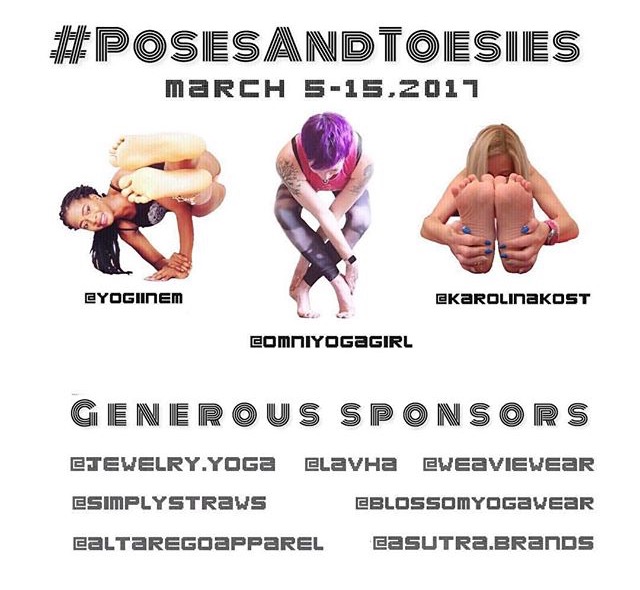 #PosesAndToesies
March 5-15,2017
@yogiinem
@karolinakost
@omniyogagirl
Generous sponsors
@jewelry.yoga @lavha @weaviewear
@simplystraws @blossomyogawear
@altaregoapparel @asutra.brands